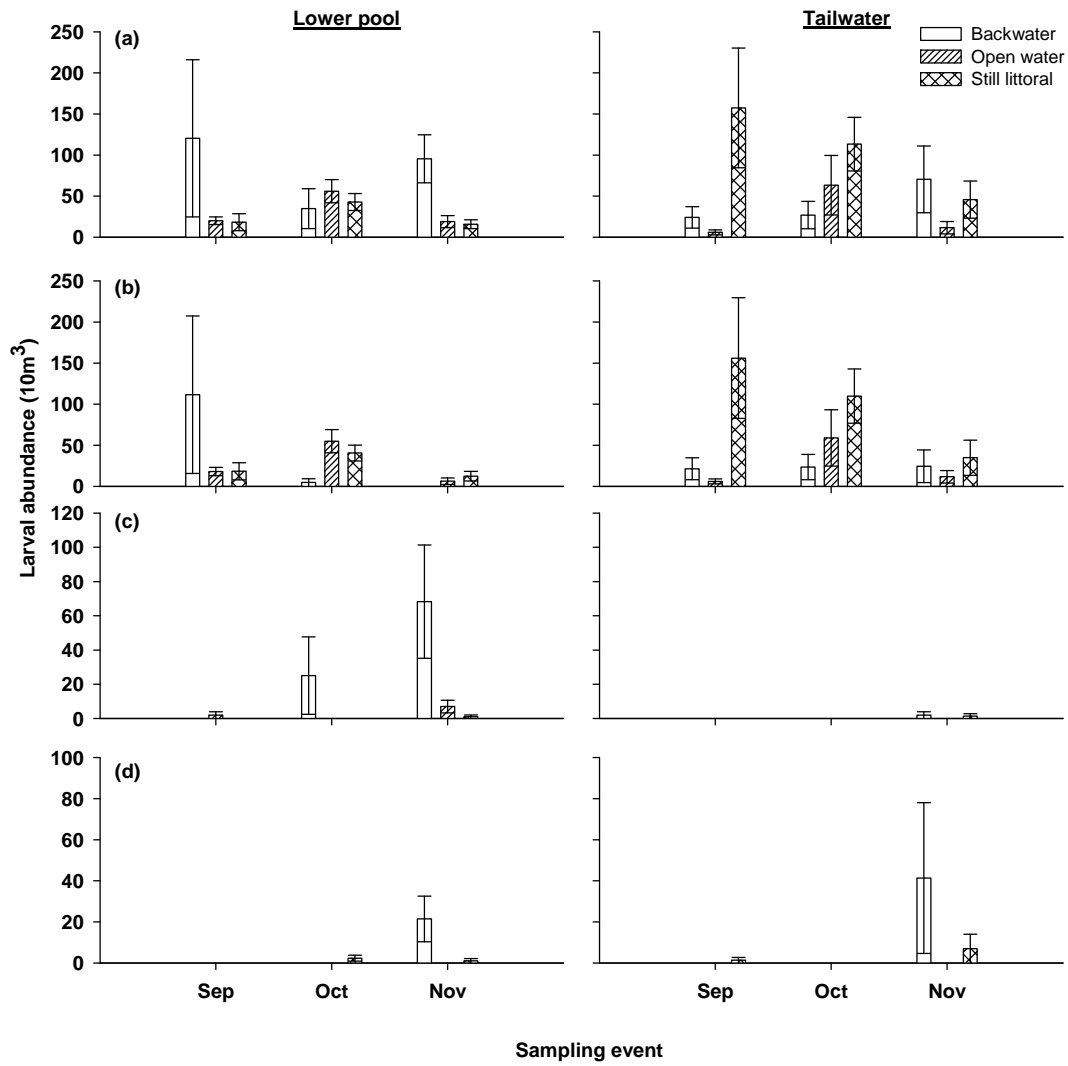 Lower pool
Tailwater
Backwater
Open water
Still littoral
(a)
250
200
150
100
50
0
(b)
250
200
150
100
50
0
(c)
120
100
80
60
40
20
0
(d)
100
80
60
40
20
0
Larval abundance (10m³)
Sep Oct Nov
Sep Oct Nov
Sampling event